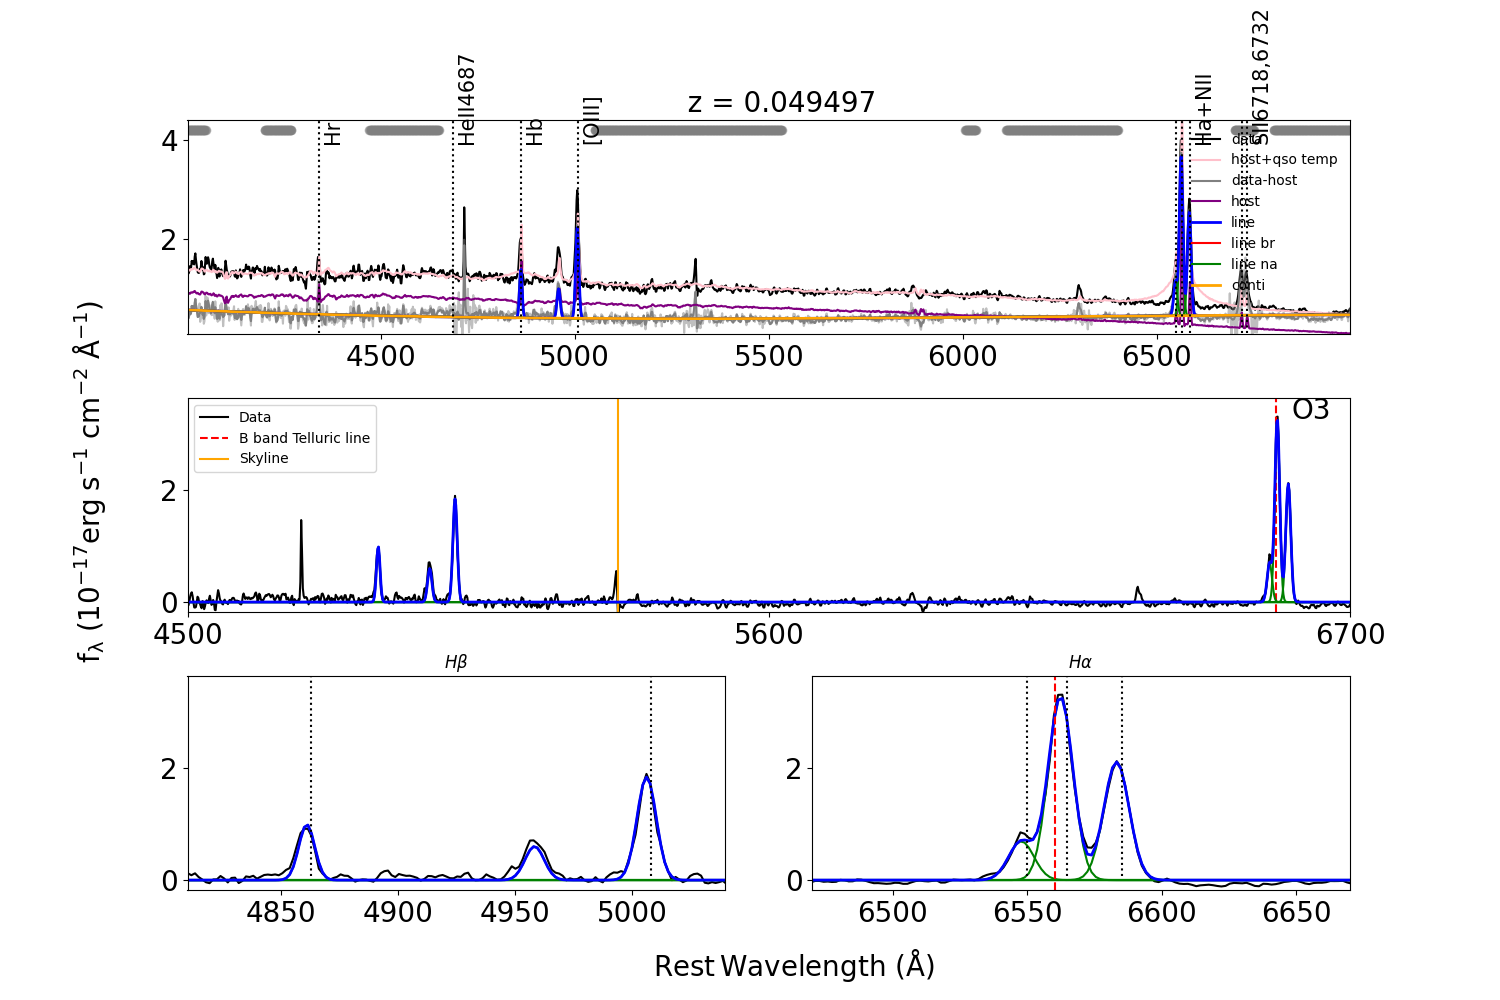 z = 0.049497
Hr
HeII4687
Hb
[OIII]
Ha+NII
SII6718,6732
data
host+qso temp
data-host
host
line
line br
line na
conti
4
2
4500
5000
5500
6000
6500
fλ (10−17erg s−1 cm−2 Å−1)
Data
B band Telluric line
Skyline
O3
2
0
4500
5600
6700
Hβ
2
0
4850
4900
4950
5000
Hα
2
0
6500
6550
6600
6650
Rest Wavelength (Å)